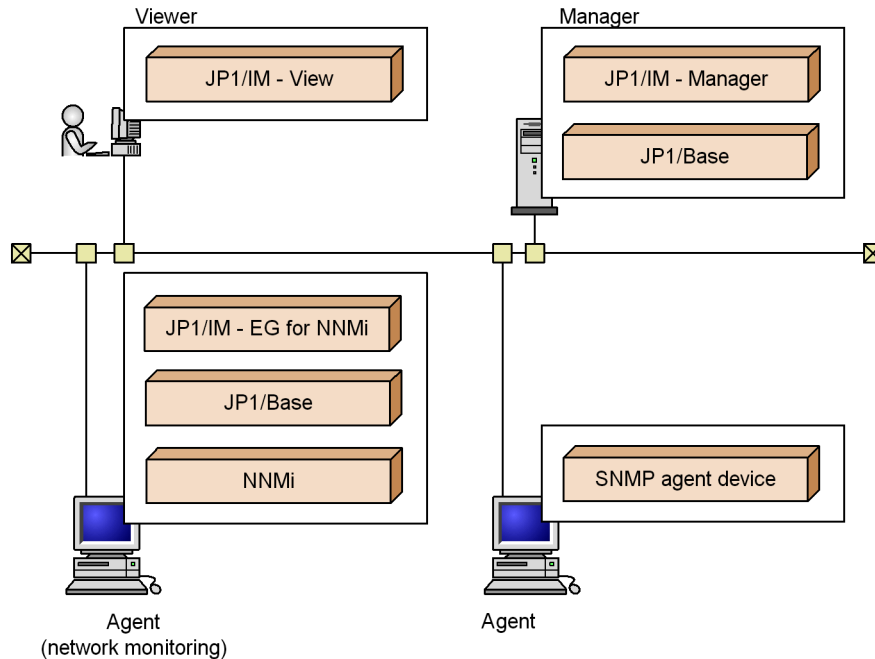 Viewer
JP1/IM - View
Manager
JP1/IM - Manager
JP1/Base
JP1/IM - EG for NNMi
JP1/Base
NNMi
SNMP agent device
Agent
(network monitoring)
Agent